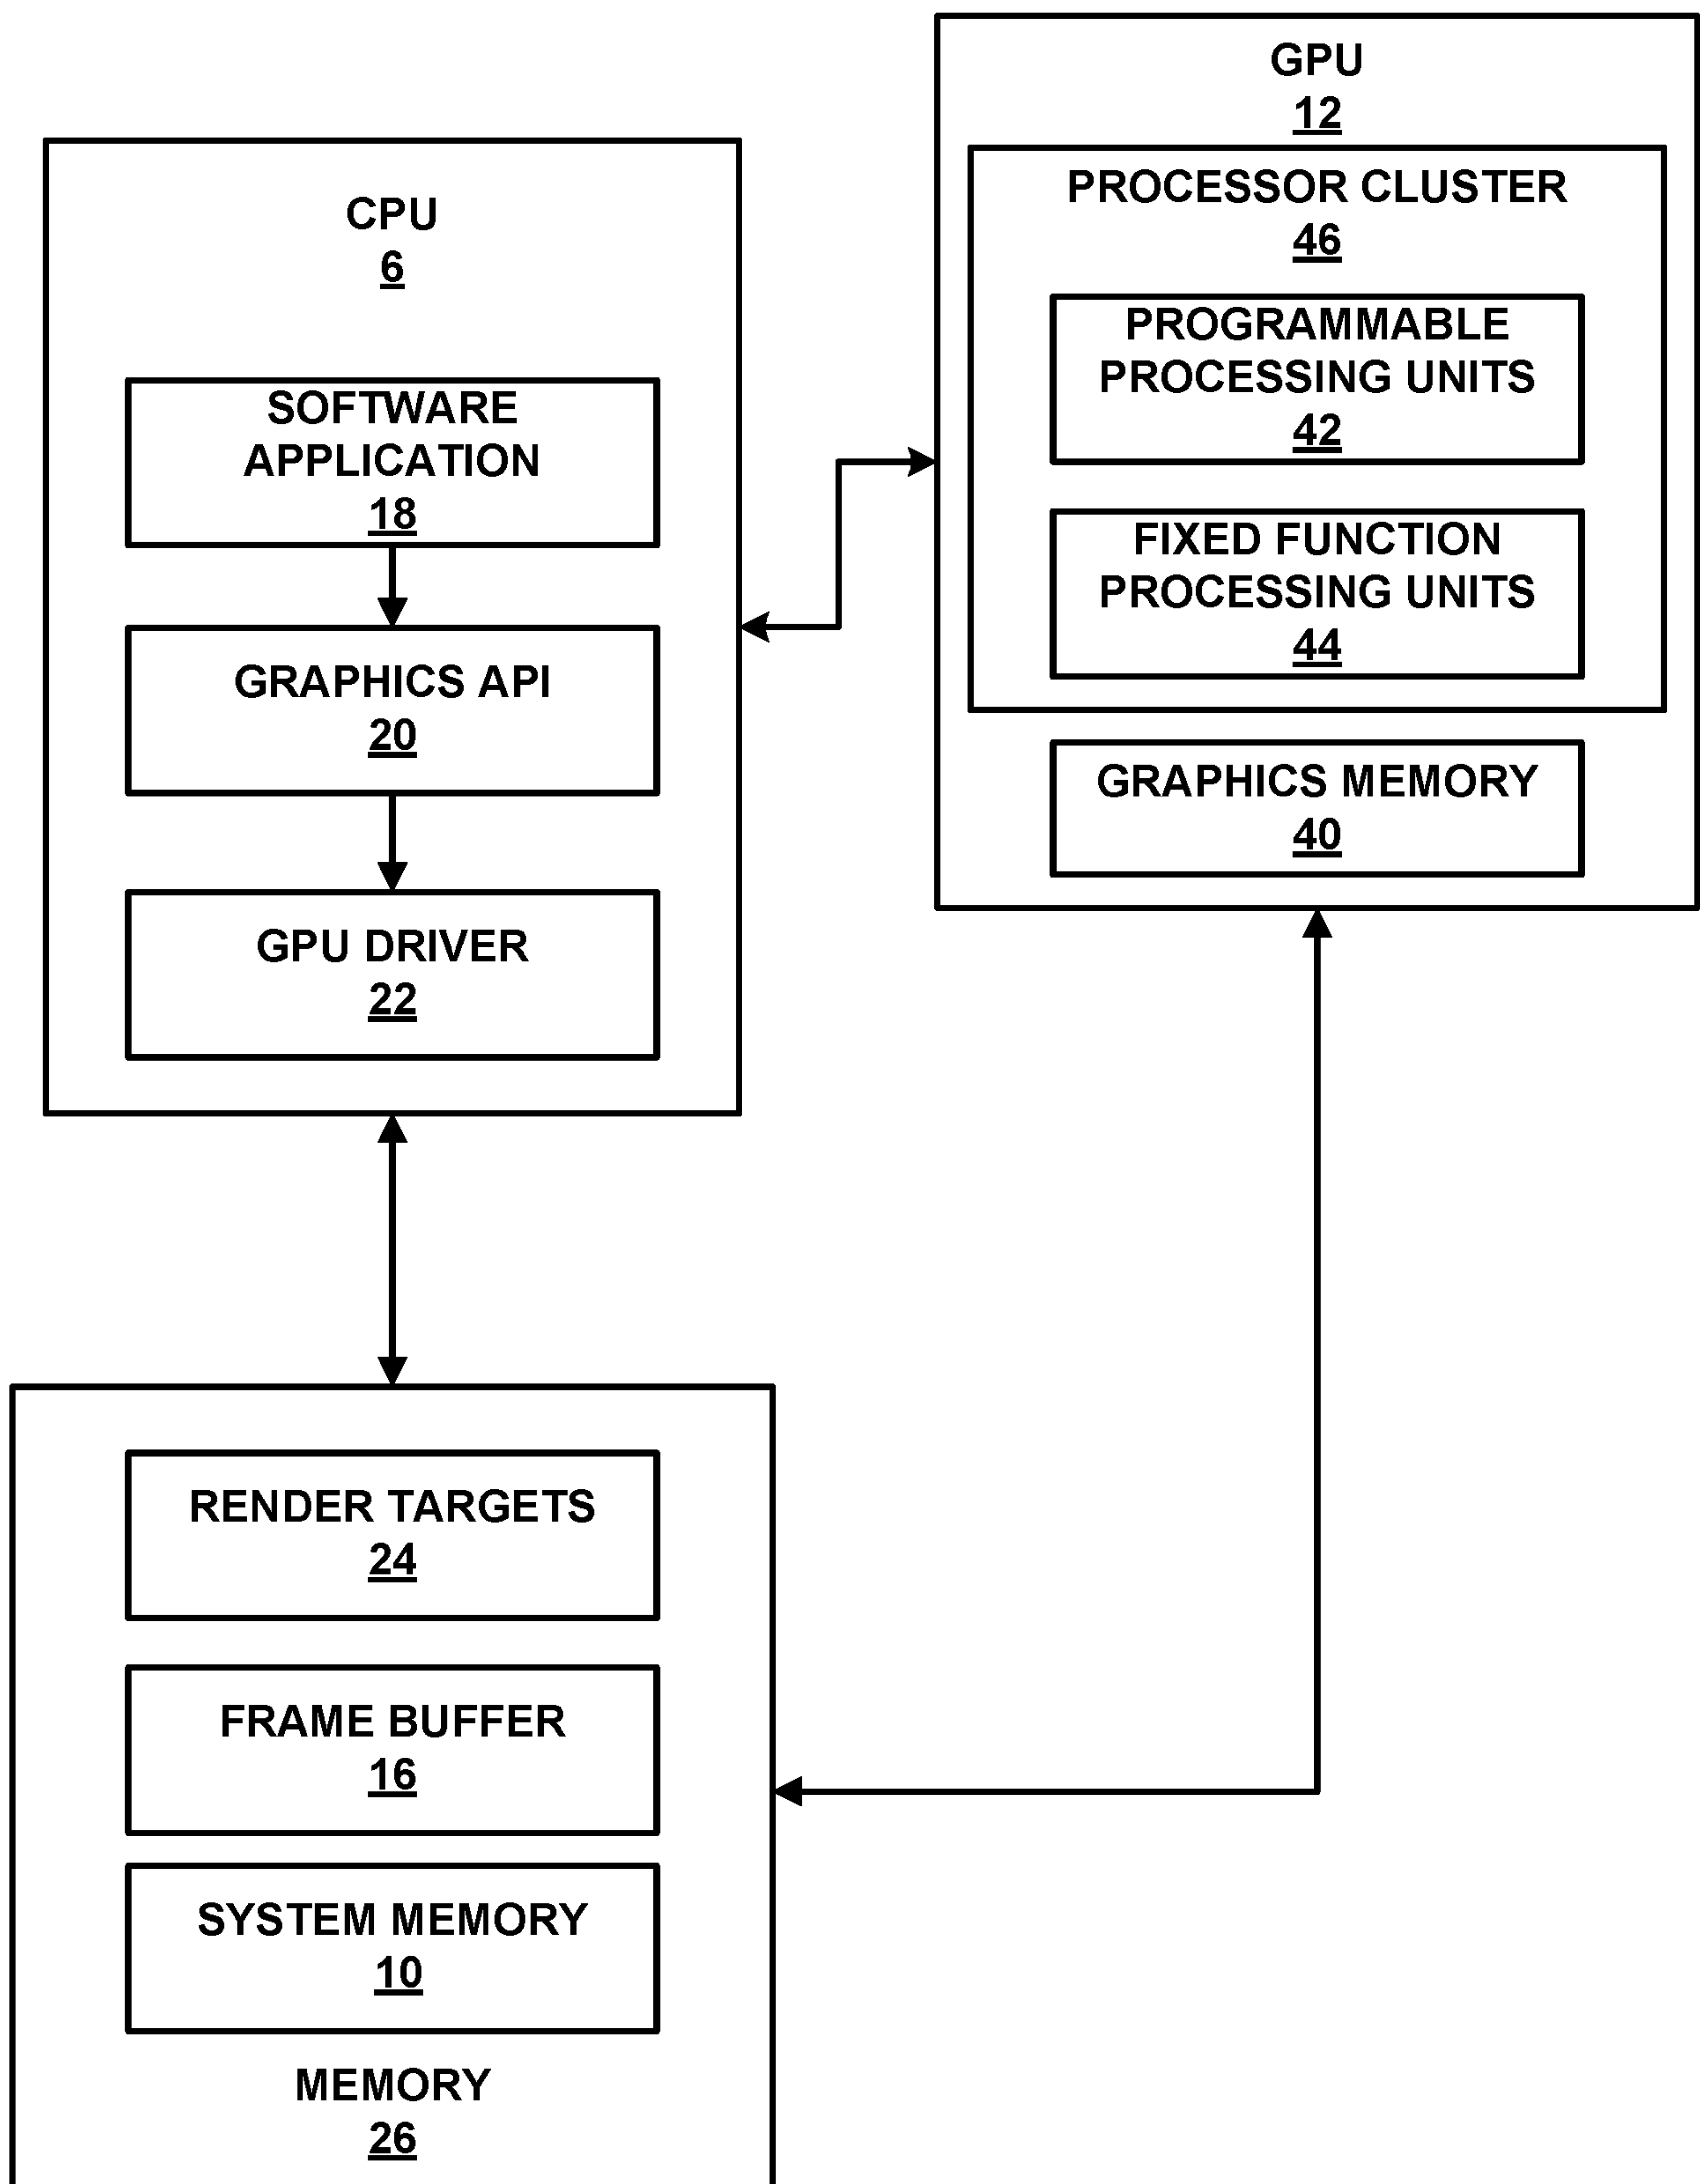 GPU
12
PROCESSOR CLUSTER
46
PROGRAMMABLE
PROCESSING UNITS
42
FIXED FUNCTION
PROCESSING UNITS
44
GRAPHICS MEMORY
40
CPU
6
SOFTWARE
APPLICATION
18
GRAPHICS API
20
GPU DRIVER
22
RENDER TARGETS
24
FRAME BUFFER
16
SYSTEM MEMORY
10
MEMORY
26